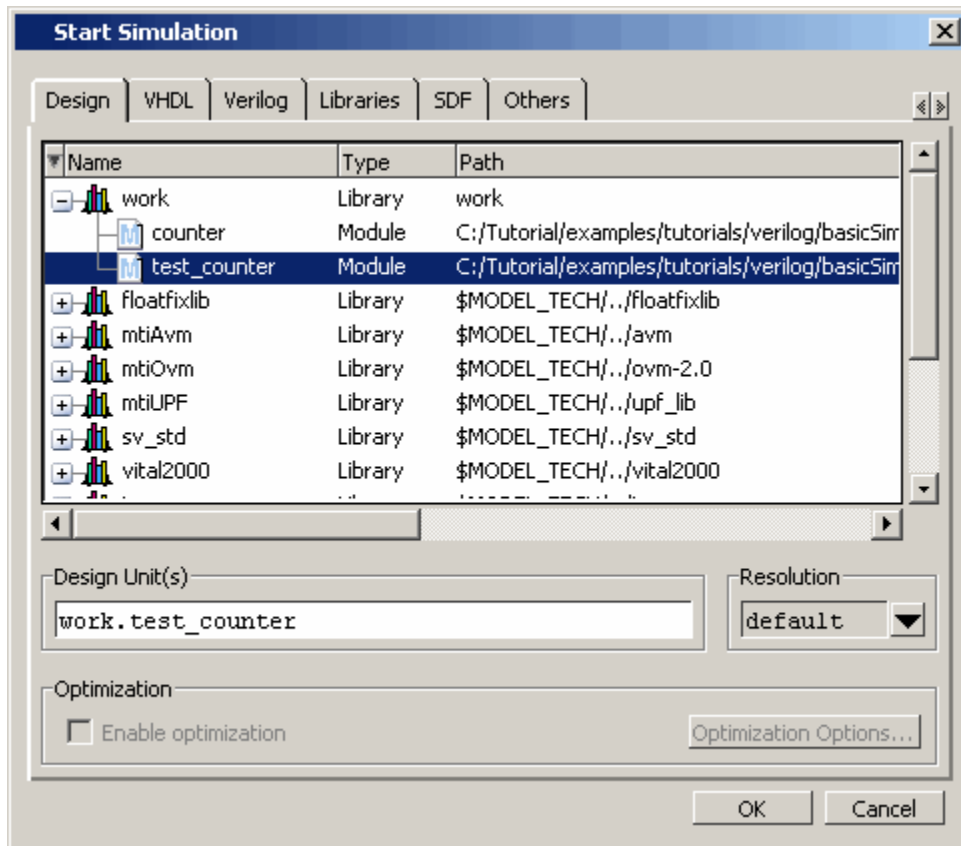 Start Simulation
Design VHDL Verilog Libraries SDF Others
Name Type Path
work Library work
counter Module C:/Tutorial/examples/tutorials/verilog/basicSim
test_counter Module C:/Tutorial/examples/tutorials/verilog/basicSim
floatfixlib Library $MODEL_TECH/../floatfixlib
mtiAvm Library $MODEL_TECH/../avm
mtiOvm Library $MODEL_TECH/../ovm-2.0
mtiUPF Library $MODEL_TECH/../upf_lib
sv_std Library $MODEL_TECH/../sv_std
vital2000 Library $MODEL_TECH/../vital2000
Design Unit(s) Resolution
work.test_counter default
Optimization
Enable optimization Optimization Options...
OK Cancel